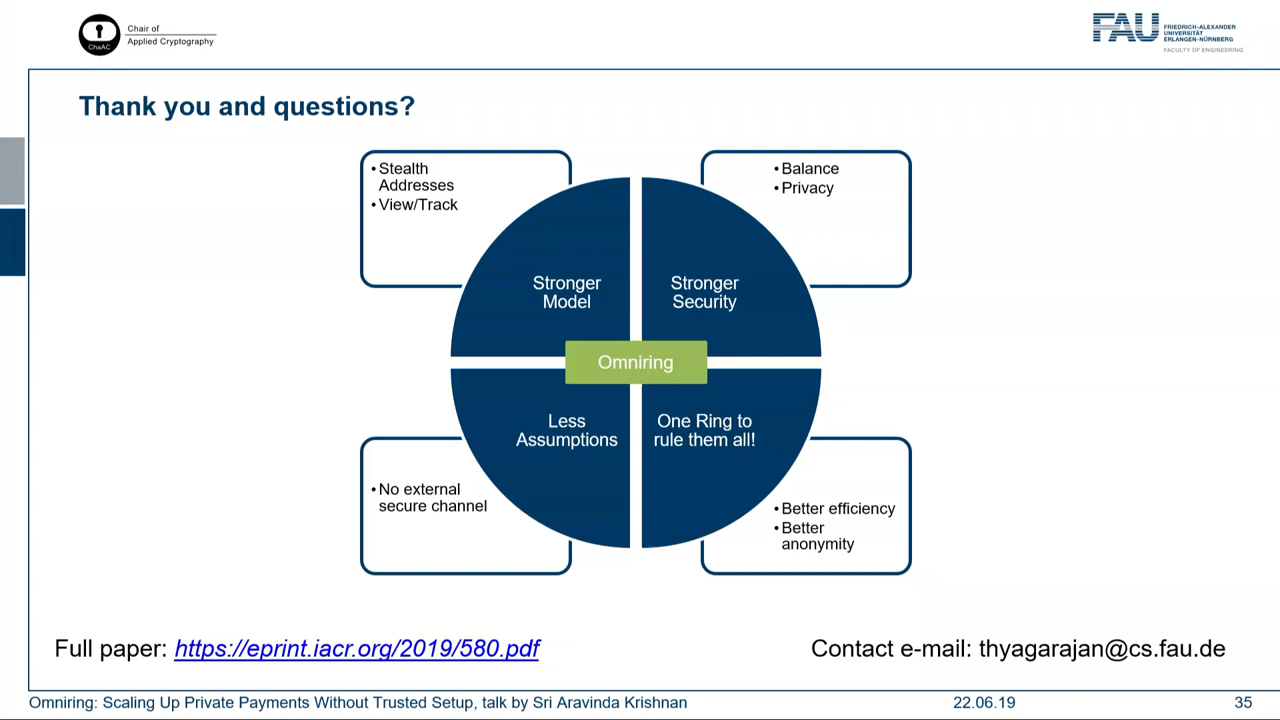 ChaAC
Chair of
Applied Cryptography
FAU
FRIEDRICH-ALEXANDER
UNIVERSITÄT
ERLANGEN-NÜRNBERG
FACULTY OF ENGINEERING
Thank you and questions?
• Stealth
Addresses
• View/Track
• Balance
• Privacy
Stronger
Model
Stronger
Security
Omniring
Less
Assumptions
One Ring to
rule them all!
• No external
secure channel
• Better efficiency
• Better
anonymity
Full paper: https://eprint.iacr.org/2019/580.pdf
Contact e-mail: thyagarajan@cs.fau.de
Omniring: Scaling Up Private Payments Without Trusted Setup, talk by Sri Aravinda Krishnan
22.06.19
35